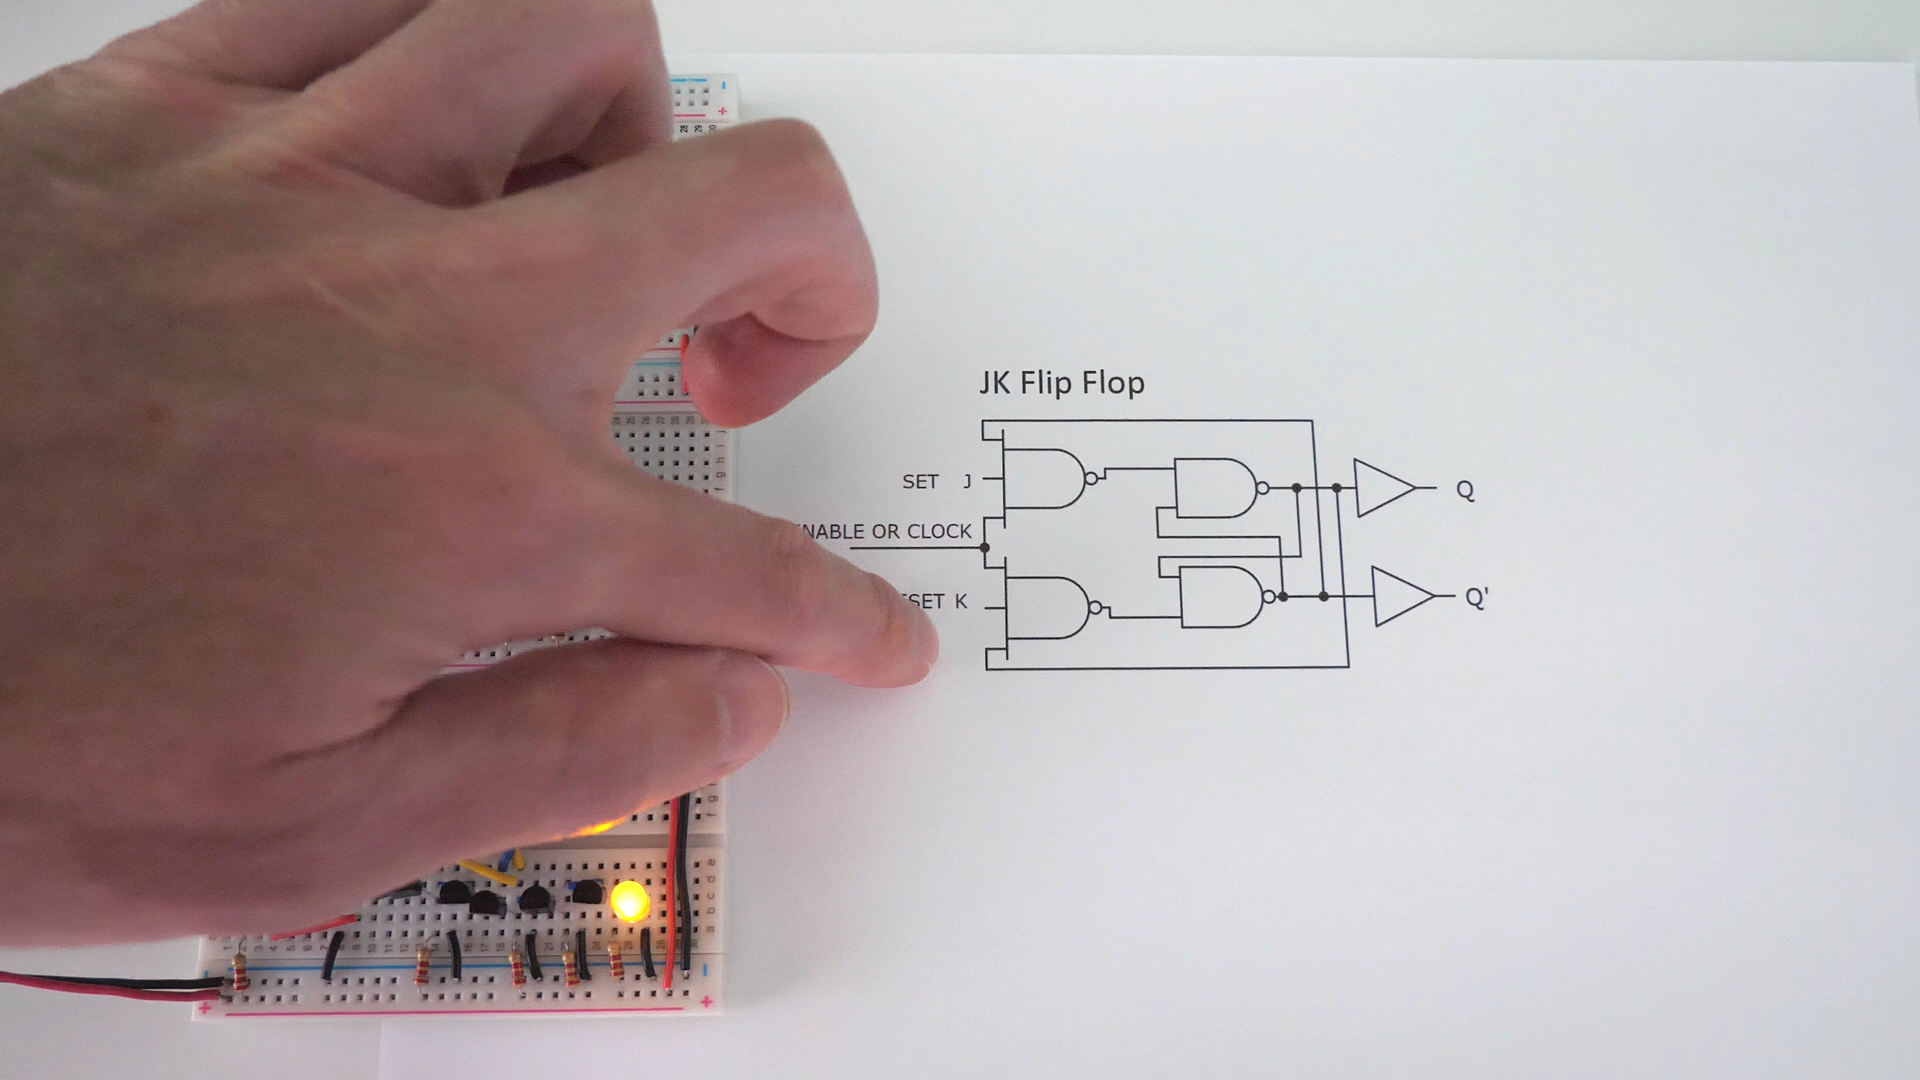 JK Flip Flop
SET J
Q
NABLE OR CLOCK
SET K
Q'